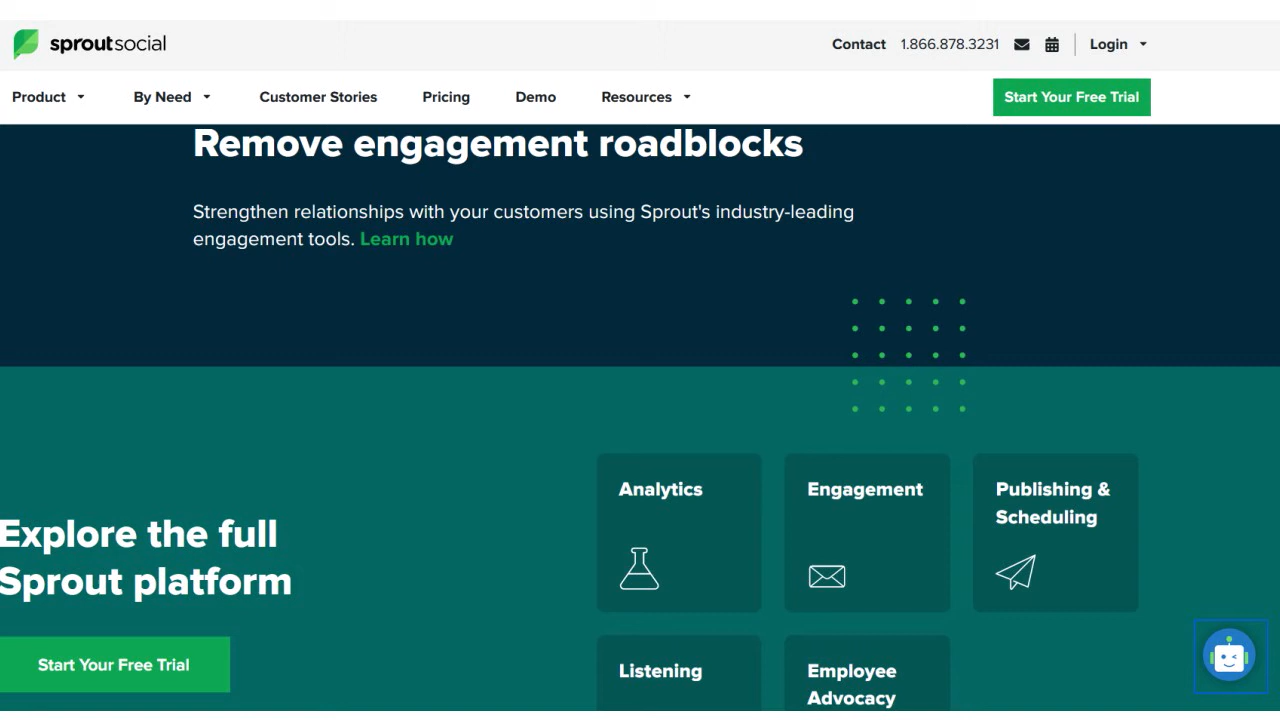 sproutsocial
Contact 1.866.878.3231 Login
Product By Need Customer Stories Pricing Demo Resources Start Your Free Trial
Remove engagement roadblocks
Strengthen relationships with your customers using Sprout's industry-leading
engagement tools. Learn how
Explore the full
Sprout platform
Start Your Free Trial
Analytics
Engagement
Publishing &
Scheduling
Listening
Employee
Advocacy